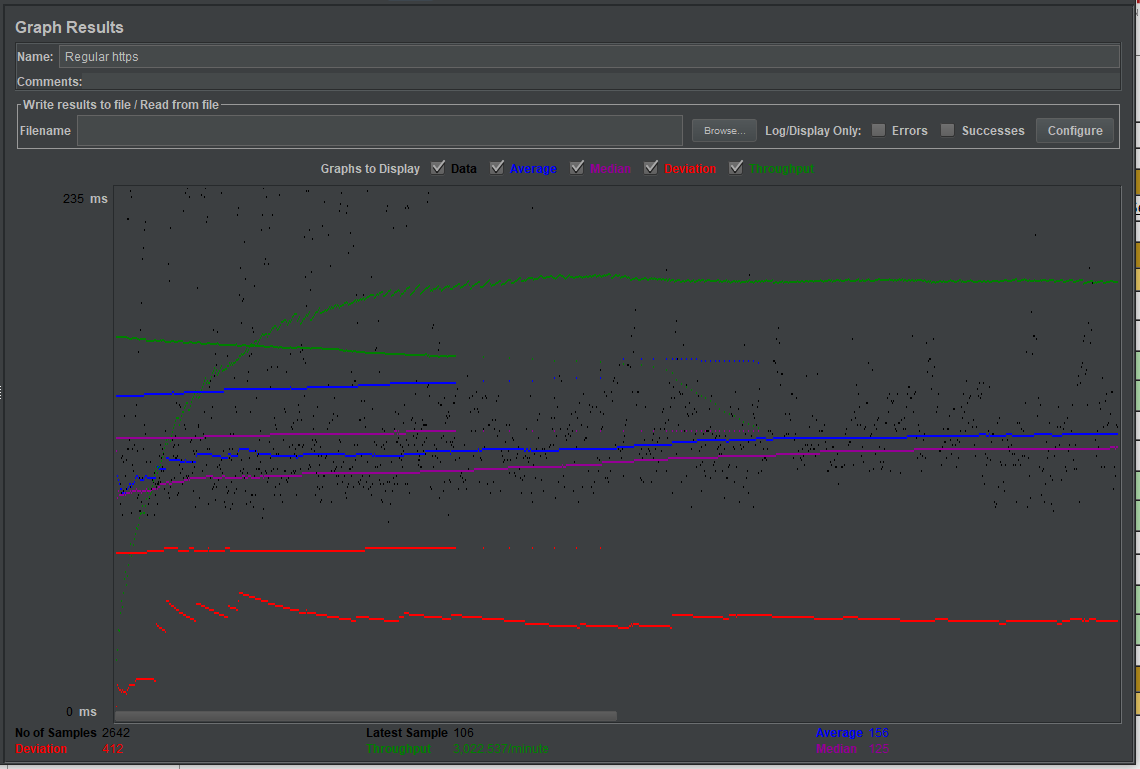 Graph Results
Name: Regular https
Comments:
Write results to file / Read from file
Filename Browse... Log/Display Only: Errors Successes Configure
Graphs to Display Data Average Median Deviation Throughput
235 ms
0 ms
No of Samples 2642 Latest Sample 106 Average 156
Deviation 412 Throughput 3,022.537/minute Median